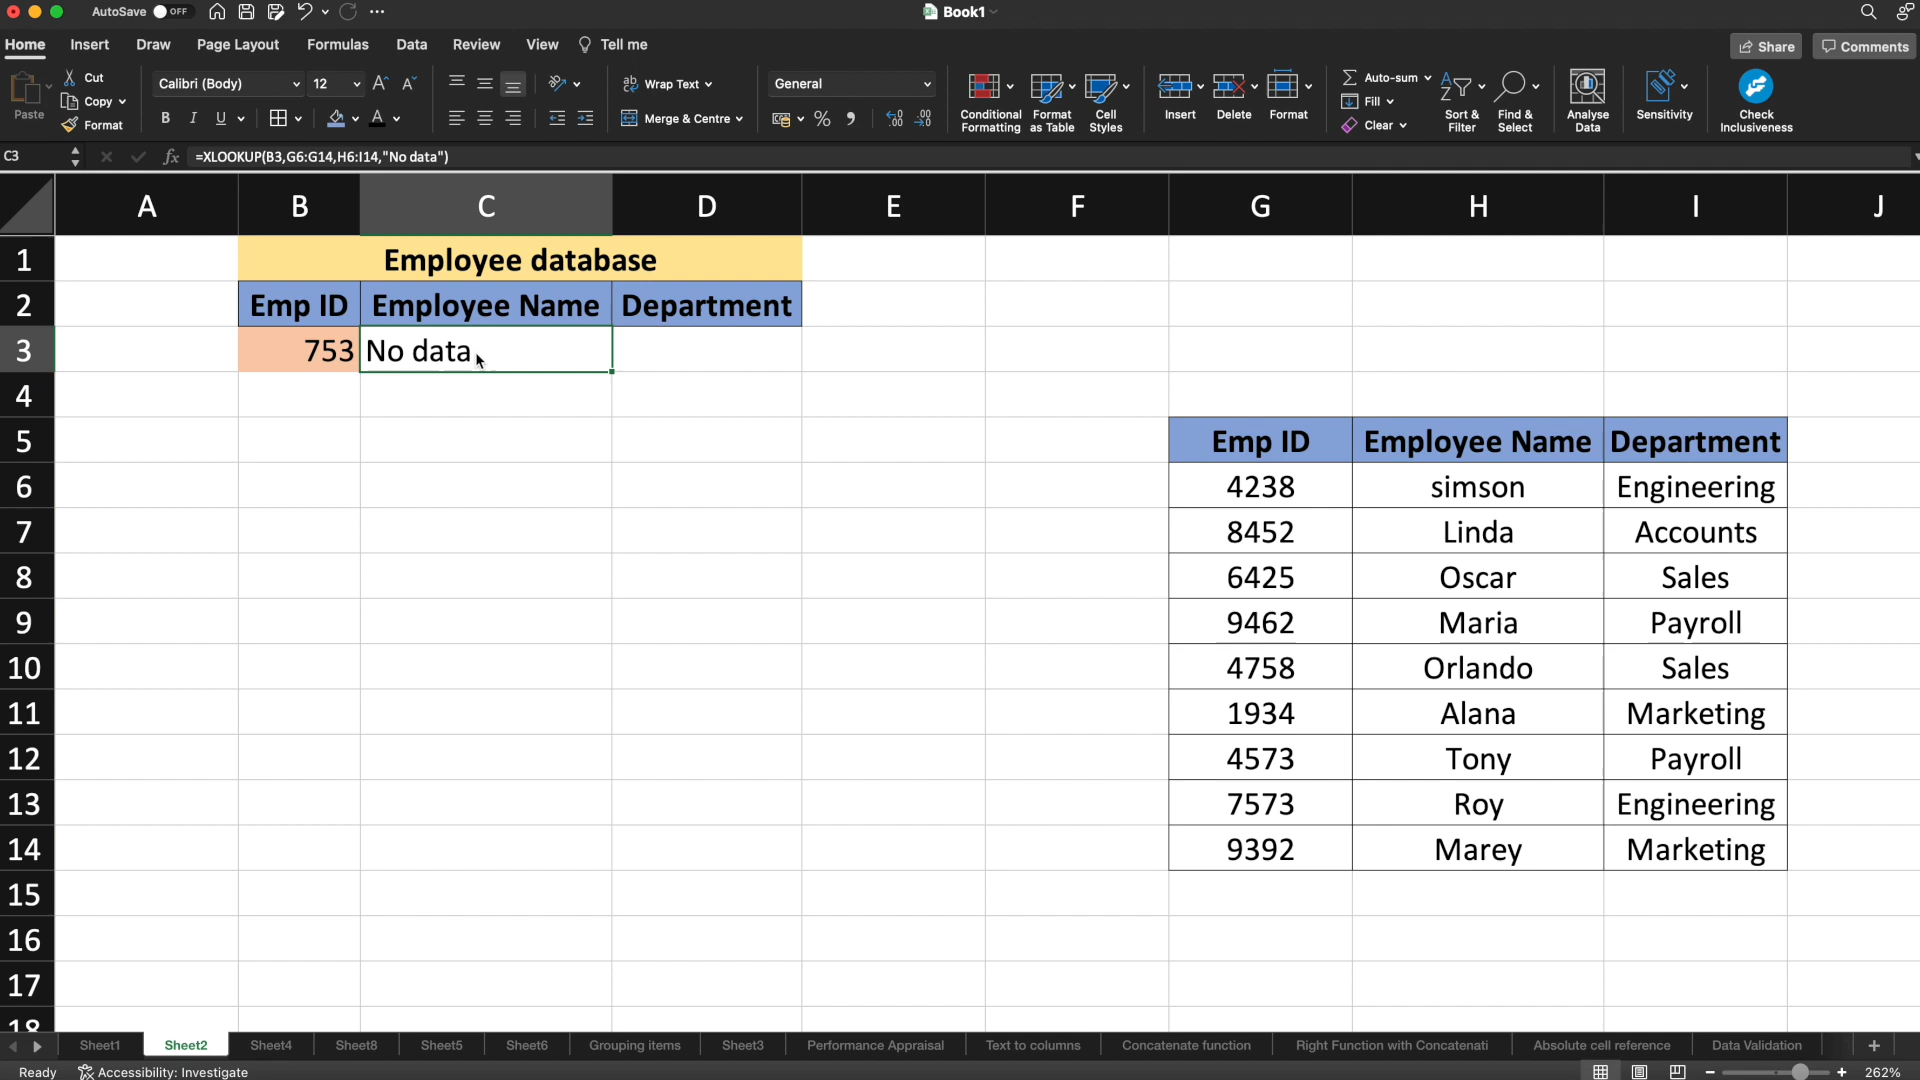 AutoSave OFF
Book1
Home Insert Draw Page Layout Formulas Data Review View Tell me
Share Comments
Paste
Cut
Copy
Format
Calibri (Body) 12
B I U
Wrap Text
Merge & Centre
General
Conditional Formatting
Format as Table
Cell Styles
Insert
Delete
Format
Auto-sum
Fill
Clear
Sort & Filter
Find & Select
Analyse Data
Sensitivity
Check Inclusiveness
C3 fx =XLOOKUP(B3,G6:G14,H6:I14,"No data")
A B C D E F G H I J
1 Employee database
2 Emp ID Employee Name Department
3 753 No data
4
5 Emp ID Employee Name Department
6 4238 simson Engineering
7 8452 Linda Accounts
8 6425 Oscar Sales
9 9462 Maria Payroll
10 4758 Orlando Sales
11 1934 Alana Marketing
12 4573 Tony Payroll
13 7573 Roy Engineering
14 9392 Marey Marketing
15
16
17
18
Sheet1 Sheet2 Sheet4 Sheet8 Sheet5 Sheet6 Grouping items Sheet3 Performance Appraisal Text to columns Concatenate function Right Function with Concatenati Absolute cell reference Data Validation
Ready Accessibility: Investigate 262%